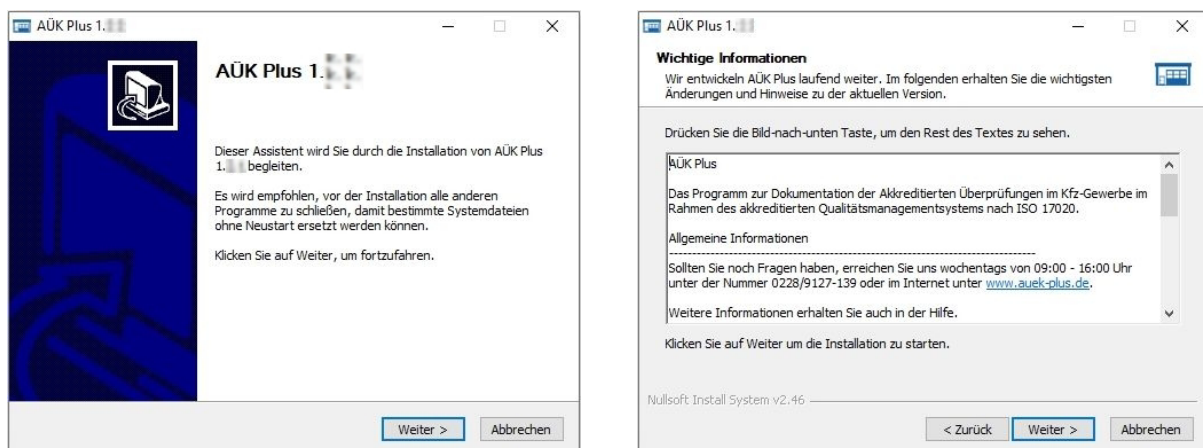 AÜK Plus 1.
AÜK Plus 1.
Dieser Assistent wird Sie durch die Installation von AÜK Plus
1. begleiten.
Es wird empfohlen, vor der Installation alle anderen
Programme zu schließen, damit bestimmte Systemdateien
ohne Neustart ersetzt werden können.
Klicken Sie auf Weiter, um fortzufahren.
Weiter >
Abbrechen
AÜK Plus 1.
Wichtige Informationen
Wir entwickeln AÜK Plus laufend weiter. Im folgenden erhalten Sie die wichtigsten
Änderungen und Hinweise zu der aktuellen Version.
Drücken Sie die Bild-nach-unten Taste, um den Rest des Textes zu sehen.
AÜK Plus
Das Programm zur Dokumentation der Akkreditierten Überprüfungen im Kfz-Gewerbe im
Rahmen des akkreditierten Qualitätsmanagementsystems nach ISO 17020.
Allgemeine Informationen
--------------------------------------------------------------------------------
Sollten Sie noch Fragen haben, erreichen Sie uns wochentags von 09:00 - 16:00 Uhr
unter der Nummer 0228/9127-139 oder im Internet unter www.auek-plus.de.
Weitere Informationen erhalten Sie auch in der Hilfe.
Klicken Sie auf Weiter um die Installation zu starten.
Nullsoft Install System v2.46
< Zurück
Weiter >
Abbrechen